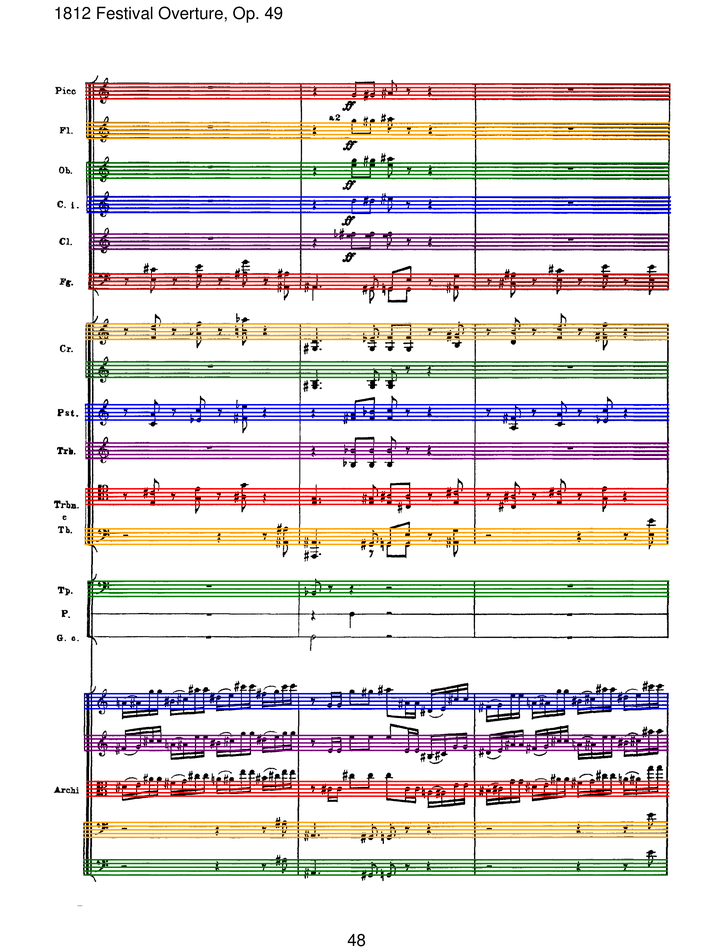 1812 Festival Overture, Op. 49
Picc
ff
a2
Fl.
ff
Ob.
ff
C. i.
ff
Cl.
ff
Fg.
Cr.
Pst.
Trb.
Trbn.
e
Tb.
Tp.
P.
G. c.
Archi
48